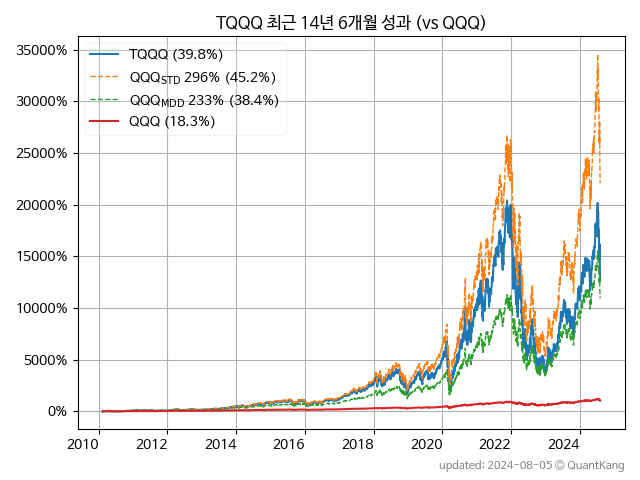 TQQQ 최근 14년 6개월 성과 (vs QQQ)
TQQQ (39.8%)
QQQSTD 296% (45.2%)
QQQMDD 233% (38.4%)
QQQ (18.3%)
35000%
30000%
25000%
20000%
15000%
10000%
5000%
0%
2010 2012 2014 2016 2018 2020 2022 2024
updated: 2024-08-05 © QuantKang